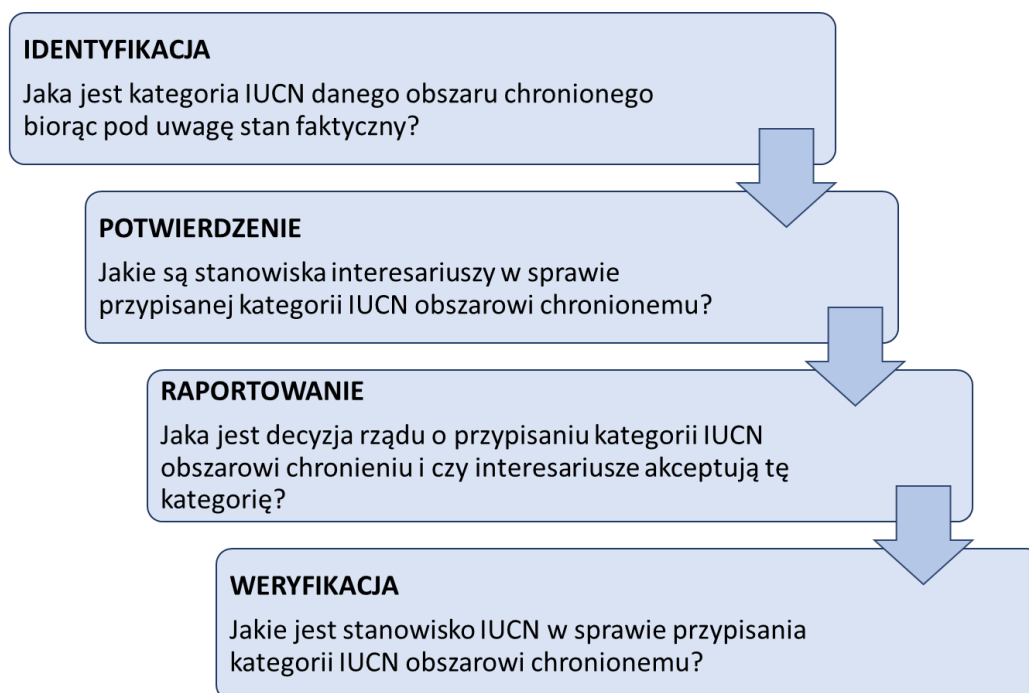 IDENTYFIKACJA
Jaka jest kategoria IUCN danego obszaru chronionego
biorąc pod uwagę stan faktyczny?
POTWIERDZENIE
Jakie są stanowiska interesariuszy w sprawie
przypisanej kategorii IUCN obszarowi chronionemu?
RAPORTOWANIE
Jaka jest decyzja rządu o przypisaniu kategorii IUCN
obszarowi chronieniu i czy interesariusze akceptują tę
kategorię?
WERYFIKACJA
Jakie jest stanowisko IUCN w sprawie przypisania
kategorii IUCN obszarowi chronionemu?